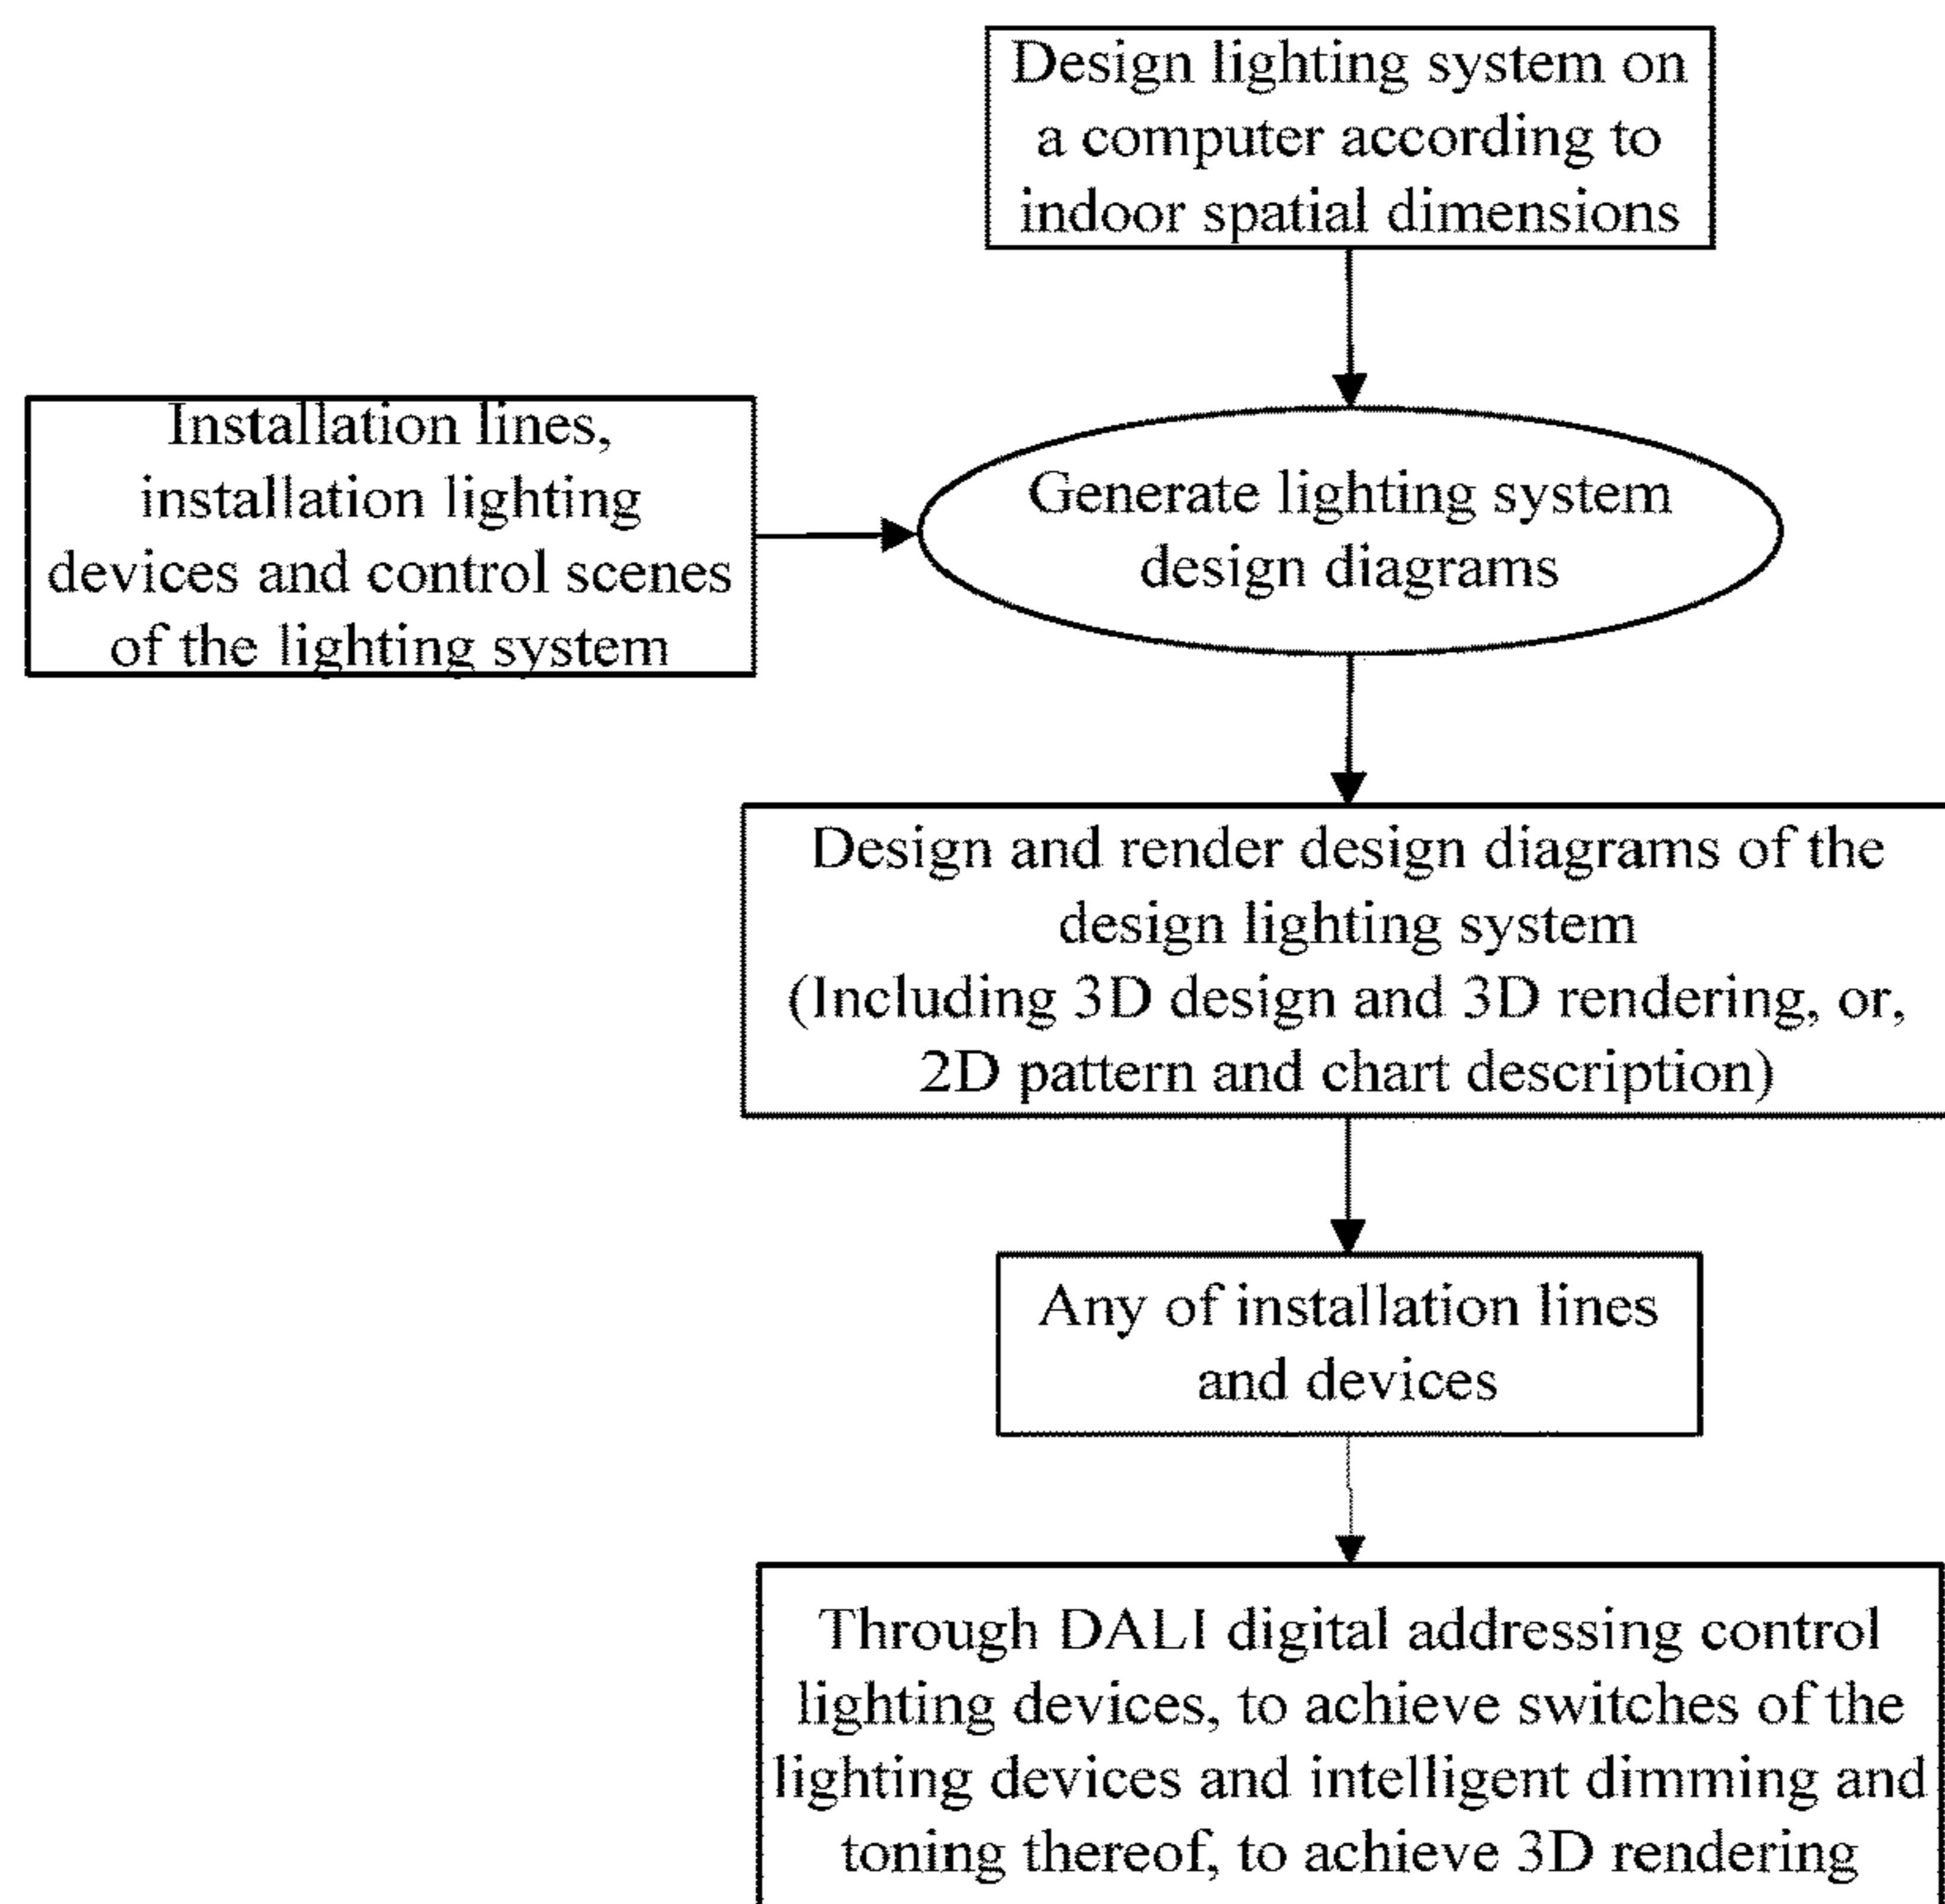 Design lighting system on
a computer according to
indoor spatial dimensions
Installation lines,
installation lighting
devices and control scenes
of the lighting system
Generate lighting system
design diagrams
Design and render design diagrams of the
design lighting system
(Including 3D design and 3D rendering, or,
2D pattern and chart description)
Any of installation lines
and devices
Through DALI digital addressing control
lighting devices, to achieve switches of the
lighting devices and intelligent dimming and
toning thereof, to achieve 3D rendering